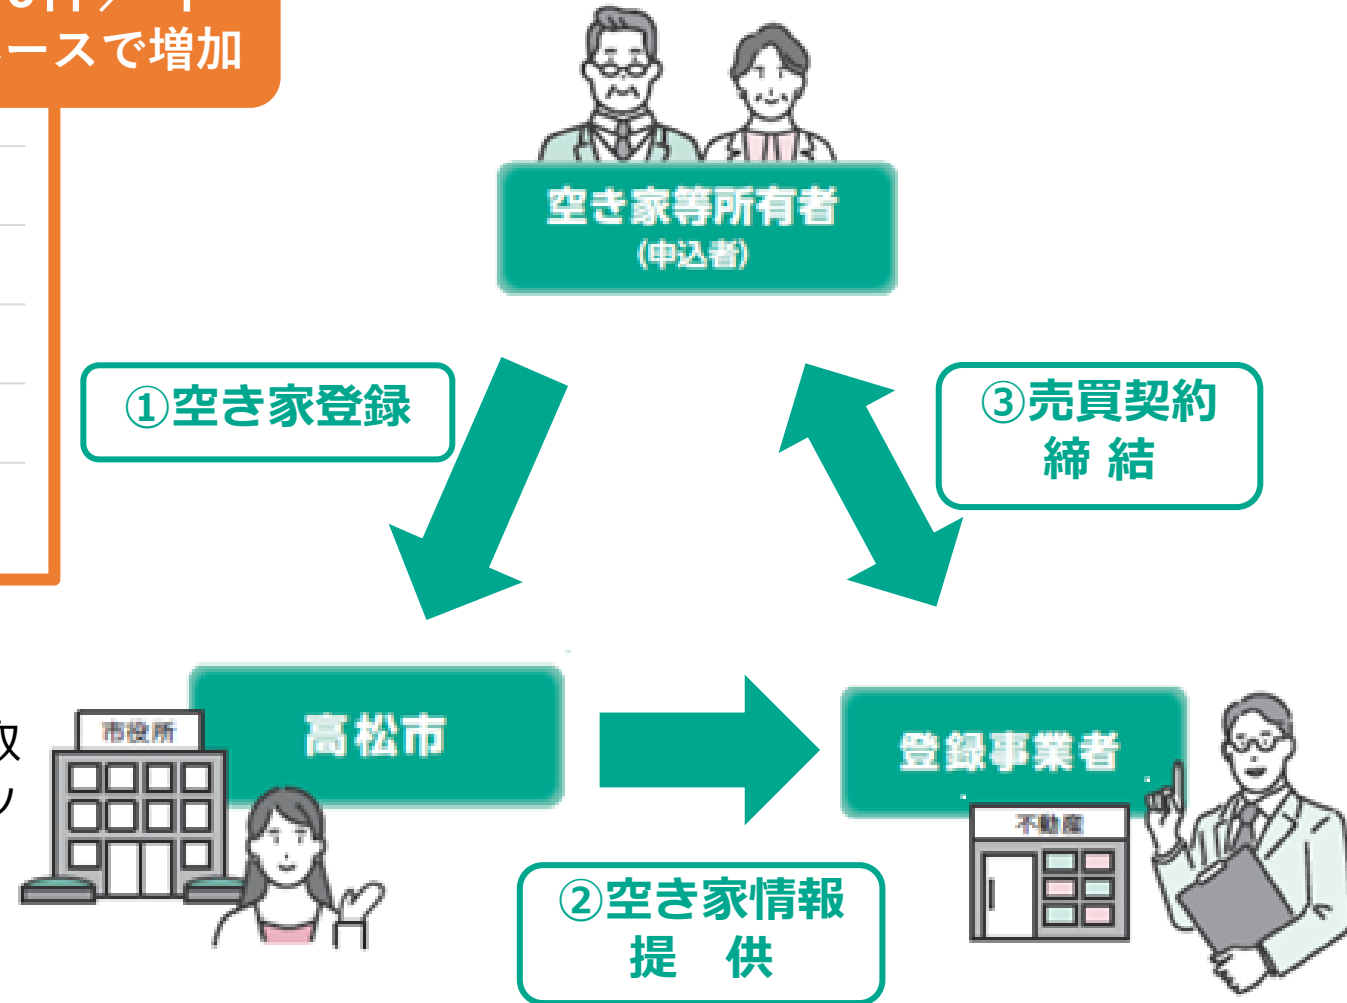 ースで増加
空き家等所有者
(申込者)
①空き家登録
③売買契約
締 結
市役所
高松市
登録事業者
不動産
②空き家情報
提 供
取
ッ